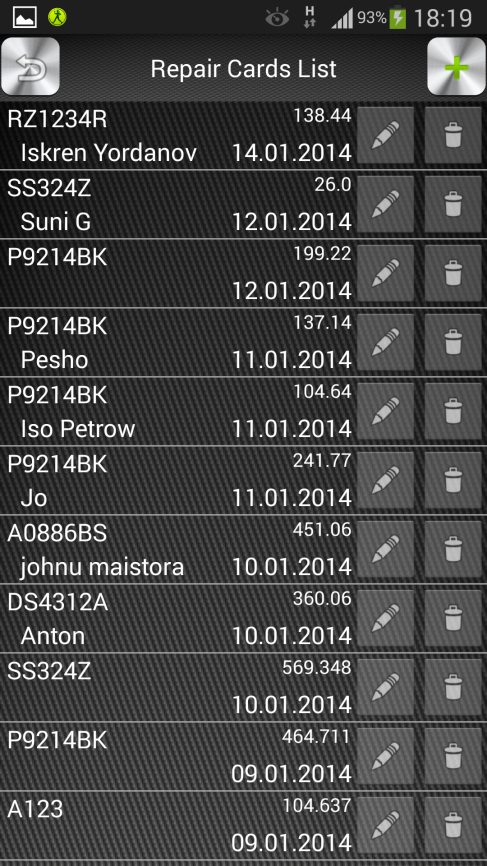 H 93% 18:19
Repair Cards List
RZ1234R 138.44
Iskren Yordanov 14.01.2014
SS324Z 26.0
Suni G 12.01.2014
P9214BK 199.22
12.01.2014
P9214BK 137.14
Pesho 11.01.2014
P9214BK 104.64
Iso Petrow 11.01.2014
P9214BK 241.77
Jo 11.01.2014
A0886BS 451.06
johnu maistora 10.01.2014
DS4312A 360.06
Anton 10.01.2014
SS324Z 569.348
10.01.2014
P9214BK 464.711
09.01.2014
A123 104.637
09.01.2014